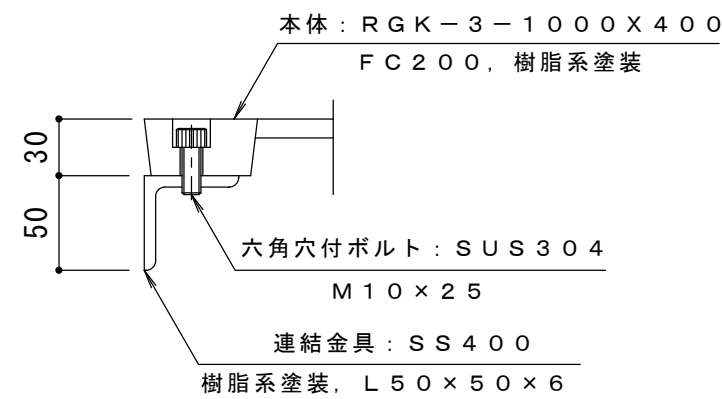 本体：ＲＧＫ－３－１０００Ｘ４００
ＦＣ２００，樹脂系塗装
30
50
六角穴付ボルト：ＳＵＳ３０４
Ｍ１０×２５
連結金具：ＳＳ４００
樹脂系塗装，Ｌ５０×５０×６